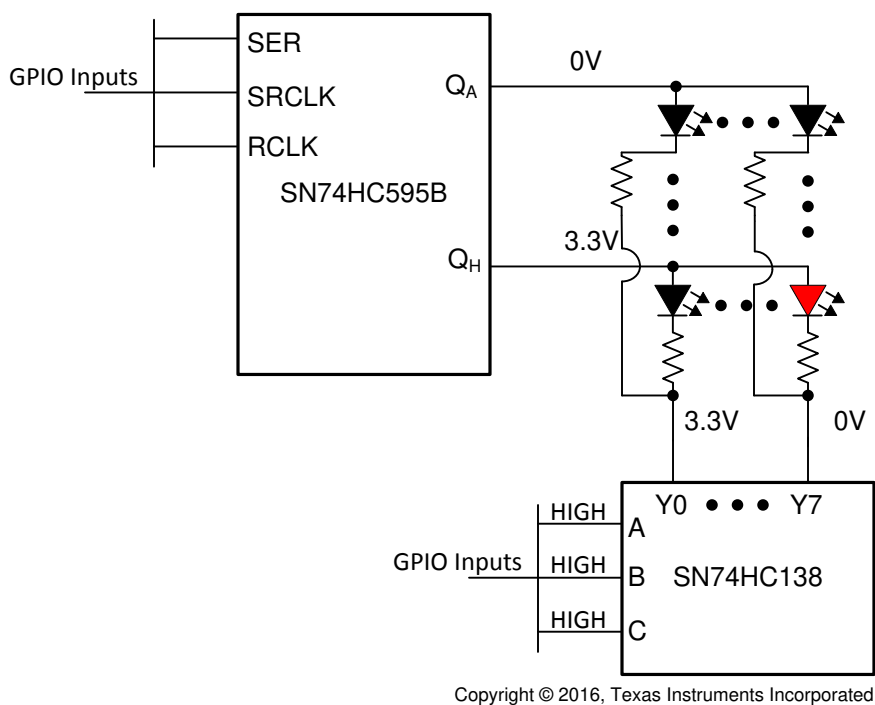 SER
GPIO Inputs
SRCLK
RCLK
SN74HC595B
QA
QH
0V
3.3V
3.3V
0V
Y0
Y7
HIGH
A
GPIO Inputs
HIGH
B
SN74HC138
HIGH
C
Copyright © 2016, Texas Instruments Incorporated